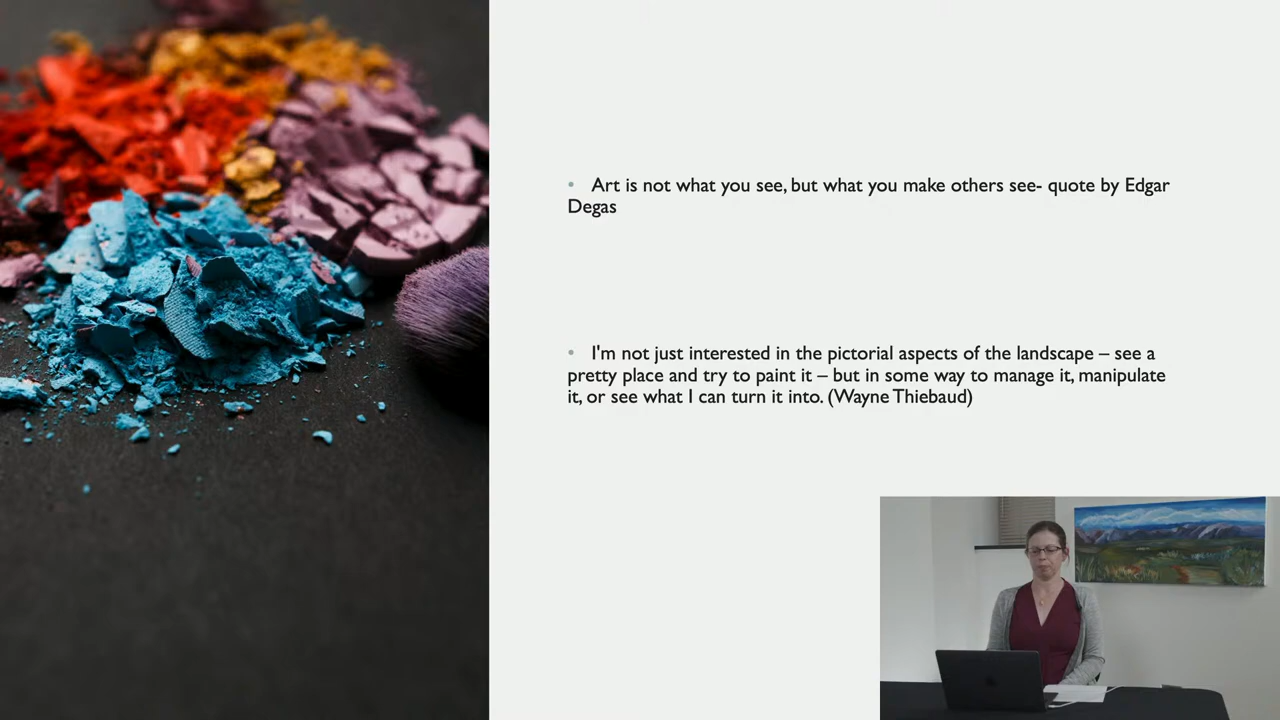 • Art is not what you see, but what you make others see- quote by Edgar
Degas
• I'm not just interested in the pictorial aspects of the landscape – see a
pretty place and try to paint it – but in some way to manage it, manipulate
it, or see what I can turn it into. (Wayne Thiebaud)